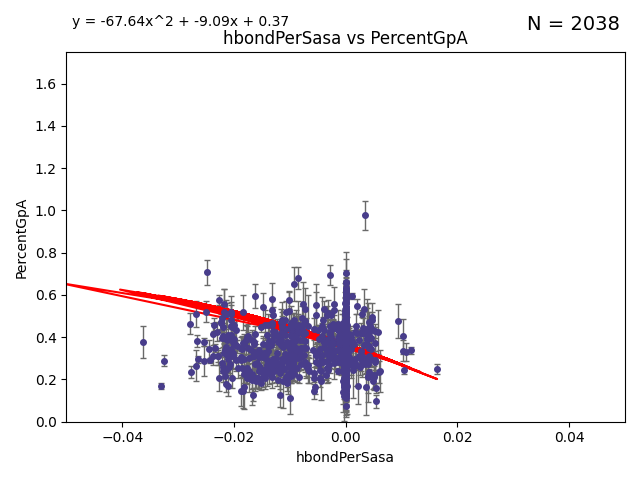 y = -67.64x^2 + -9.09x + 0.37
N = 2038
hbondPerSasa vs PercentGpA
1.6
1.4
1.2
1.0
0.8
0.6
0.4
0.2
0.0
PercentGpA
−0.04
−0.02
0.00
0.02
0.04
hbondPerSasa